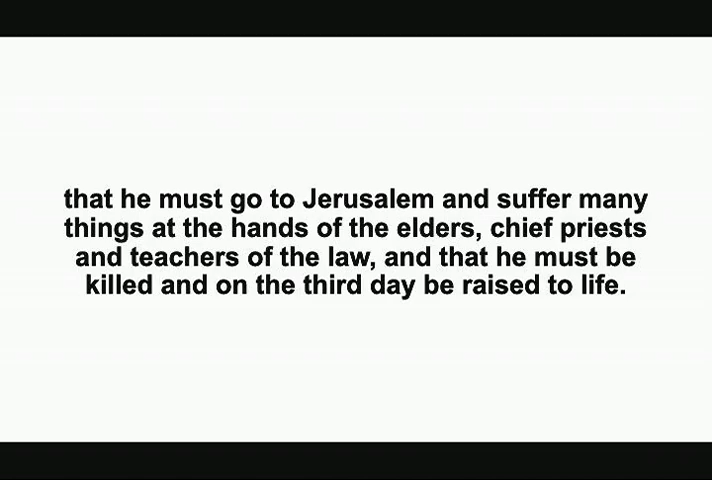 that he must go to Jerusalem and suffer many
things at the hands of the elders, chief priests
and teachers of the law, and that he must be
killed and on the third day be raised to life.